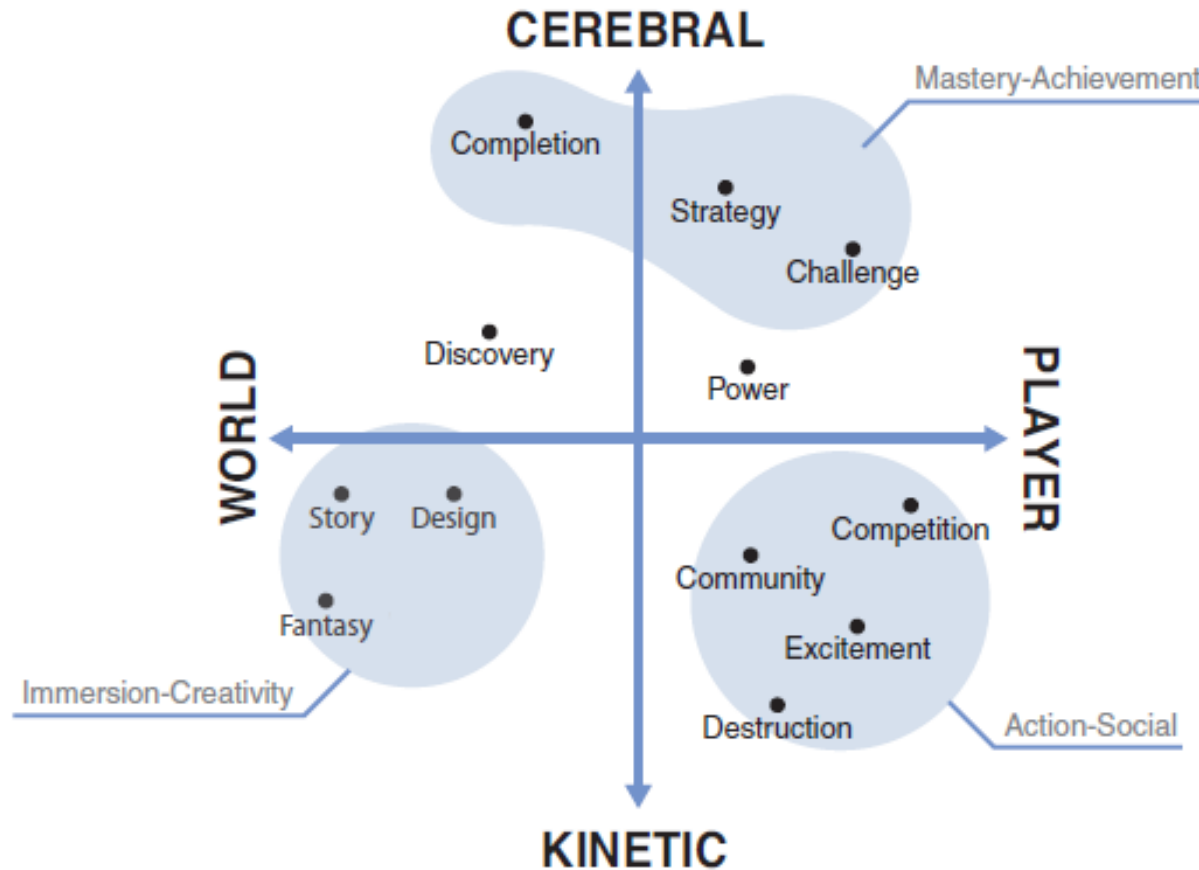 CEREBRAL
Mastery-Achievement
Completion
Strategy
Challenge
Discovery
Power
WORLD
PLAYER
Story
Design
Competition
Community
Fantasy
Excitement
Immersion-Creativity
Destruction
Action-Social
KINETIC